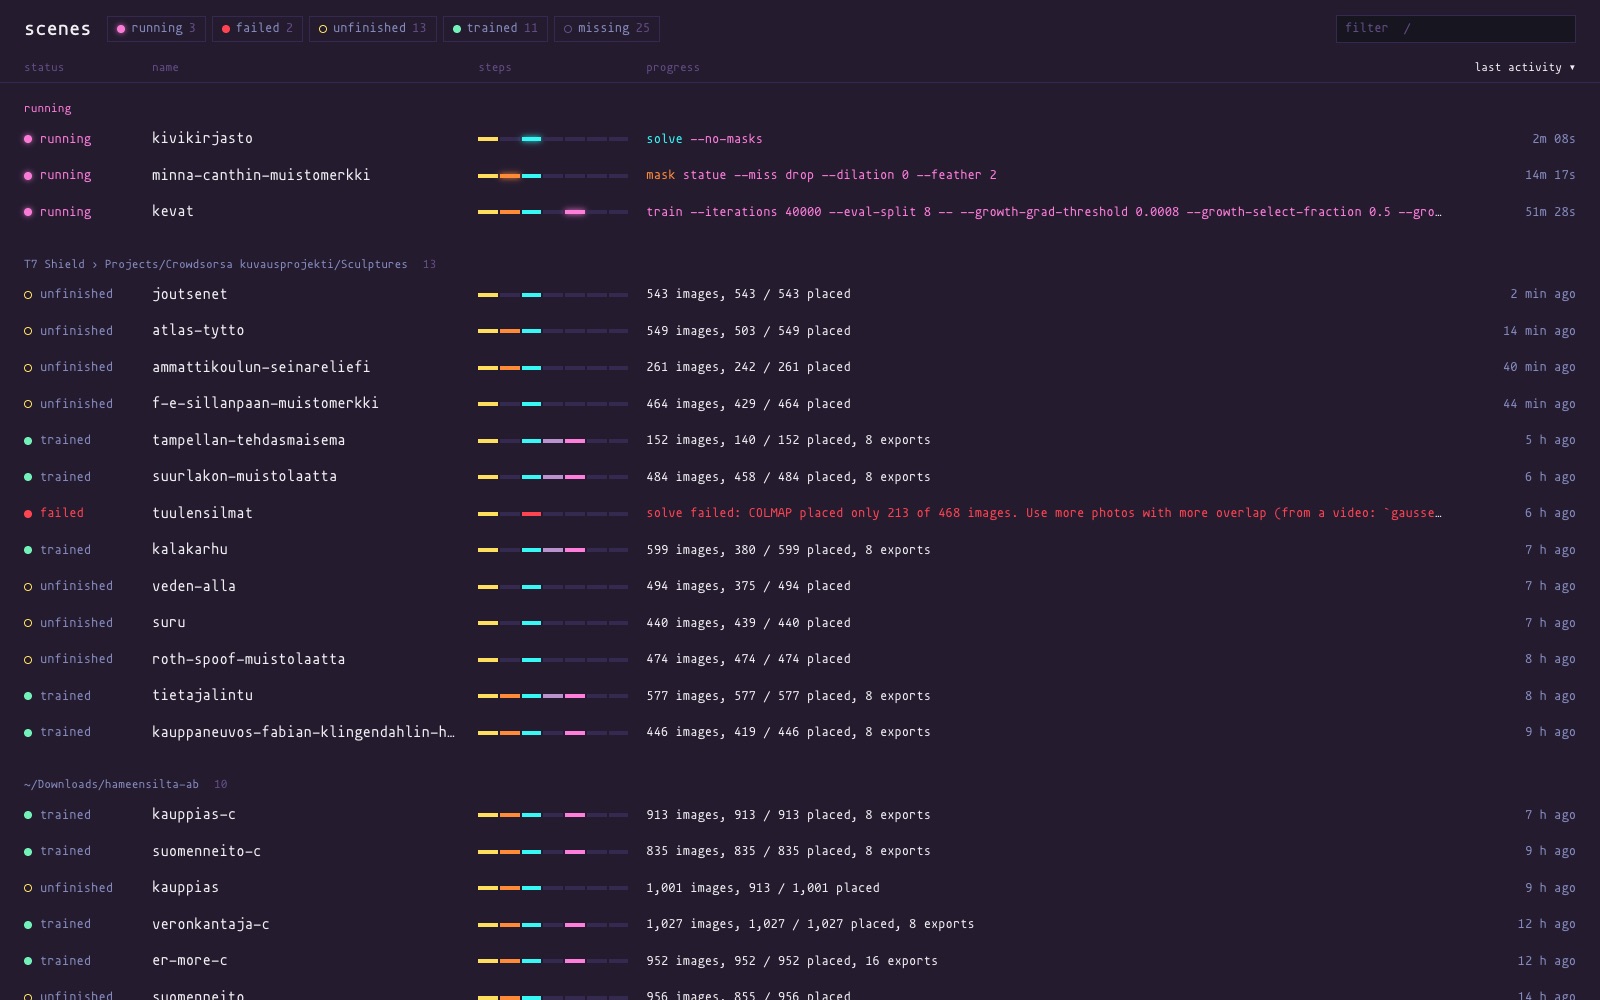 scenes running 3 failed 2 unfinished 13 trained 11 missing 25 filter /
status name steps progress last activity ▾
running
running kivikirjasto solve --no-masks 2m 08s
running minna-canthin-muistomerkki mask statue --miss drop --dilation 0 --feather 2 14m 17s
running kevat train --iterations 40000 --eval-split 8 -- --growth-grad-threshold 0.0008 --growth-select-fraction 0.5 --gro… 51m 28s
T7 Shield › Projects/Crowdsorsa kuvausprojekti/Sculptures 13
unfinished joutsenet 543 images, 543 / 543 placed 2 min ago
unfinished atlas-tytto 549 images, 503 / 549 placed 14 min ago
unfinished ammattikoulun-seinareliefi 261 images, 242 / 261 placed 40 min ago
unfinished f-e-sillanpaan-muistomerkki 464 images, 429 / 464 placed 44 min ago
trained tampellan-tehdasmaisema 152 images, 140 / 152 placed, 8 exports 5 h ago
trained suurlakon-muistolaatta 484 images, 458 / 484 placed, 8 exports 6 h ago
failed tuulensilmat solve failed: COLMAP placed only 213 of 468 images. Use more photos with more overlap (from a video: `gausse… 6 h ago
trained kalakarhu 599 images, 380 / 599 placed, 8 exports 7 h ago
unfinished veden-alla 494 images, 375 / 494 placed 7 h ago
unfinished suru 440 images, 439 / 440 placed 7 h ago
unfinished roth-spoof-muistolaatta 474 images, 474 / 474 placed 8 h ago
trained tietajalintu 577 images, 577 / 577 placed, 8 exports 8 h ago
trained kauppaneuvos-fabian-klingendahlin-h… 446 images, 419 / 446 placed, 8 exports 9 h ago
~/Downloads/hameensilta-ab 10
trained kauppias-c 913 images, 913 / 913 placed, 8 exports 7 h ago
trained suomenneito-c 835 images, 835 / 835 placed, 8 exports 9 h ago
unfinished kauppias 1,001 images, 913 / 1,001 placed 9 h ago
trained veronkantaja-c 1,027 images, 1,027 / 1,027 placed, 8 exports 12 h ago
trained er-more-c 952 images, 952 / 952 placed, 16 exports 12 h ago
unfinished suomenneito 956 images, 855 / 956 placed 14 h ago